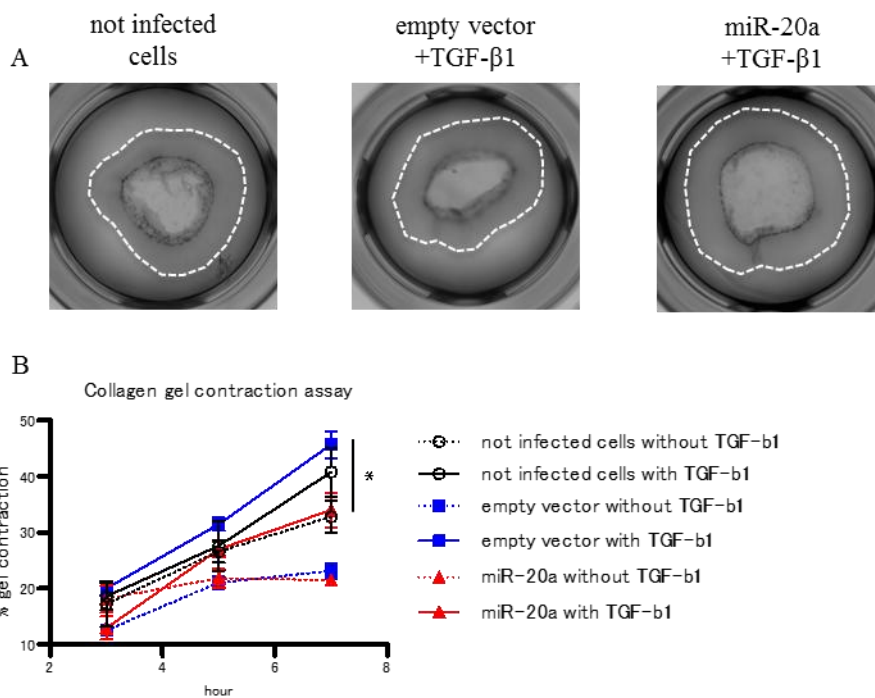 not infected
cells
empty vector
+TGF-β1
miR-20a
+TGF-β1
A
B
Collagen gel contraction assay
50
40
30
20
10
% gel contraction
2
4
6
8
hour
*
not infected cells without TGF-b1
not infected cells with TGF-b1
empty vector without TGF-b1
empty vector with TGF-b1
miR-20a without TGF-b1
miR-20a with TGF-b1